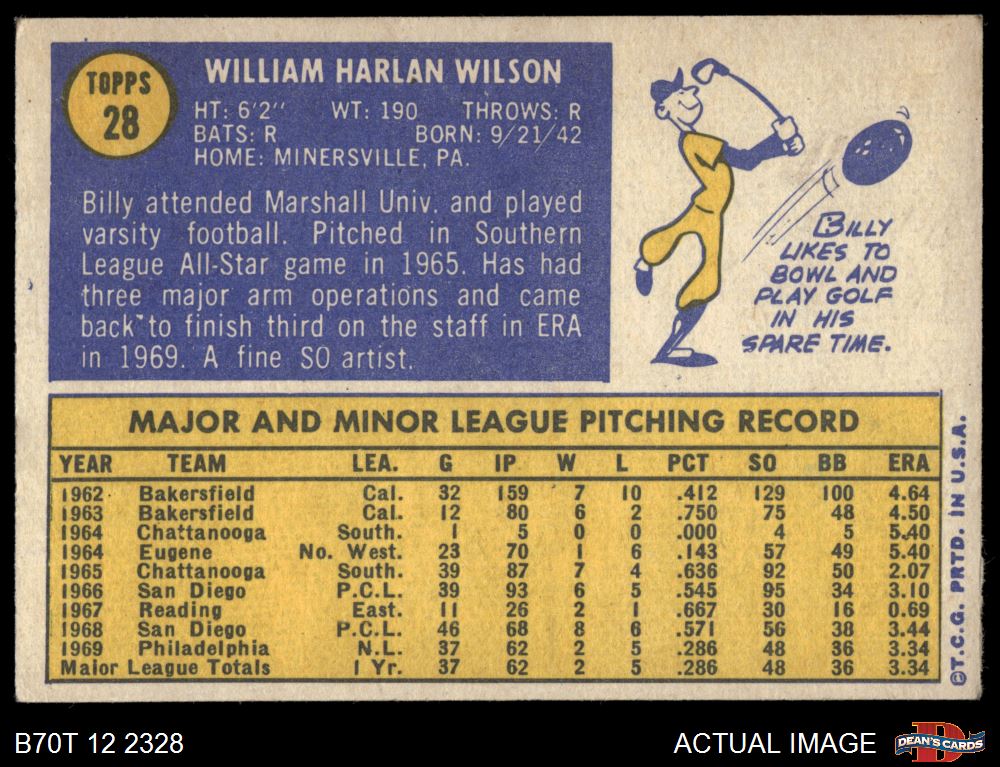 TOPPS
28
WILLIAM HARLAN WILSON
HT: 6'2" WT: 190 THROWS: R
BATS: R BORN: 9/21/42
HOME: MINERSVILLE, PA.
Billy attended Marshall Univ. and played
varsity football. Pitched in Southern
League All-Star game in 1965. Has had
three major arm operations and came
back to finish third on the staff in ERA
in 1969. A fine SO artist.
BILLY
LIKES TO
BOWL AND
PLAY GOLF
IN HIS
SPARE TIME.
MAJOR AND MINOR LEAGUE PITCHING RECORD
YEAR TEAM LEA. G IP W L PCT SO BB ERA
1962 Bakersfield Cal. 32 159 7 10 .412 129 100 4.64
1963 Bakersfield Cal. 12 80 6 2 .750 75 48 4.50
1964 Chattanooga South. 1 5 0 0 .000 4 5 5.40
1964 Eugene No. West. 23 70 1 6 .143 57 49 5.40
1965 Chattanooga South. 39 87 7 4 .636 92 50 2.07
1966 San Diego P.C.L. 39 93 6 5 .545 95 34 3.10
1967 Reading East. 11 26 2 1 .667 30 16 0.69
1968 San Diego P.C.L. 46 68 8 6 .571 56 38 3.44
1969 Philadelphia N.L. 37 62 2 5 .286 48 36 3.34
Major League Totals 1 Yr. 37 62 2 5 .286 48 36 3.34
©T.C.G. PRTD. IN U.S.A.
B70T 12 2328
ACTUAL IMAGE
D
DEAN'S CARDS